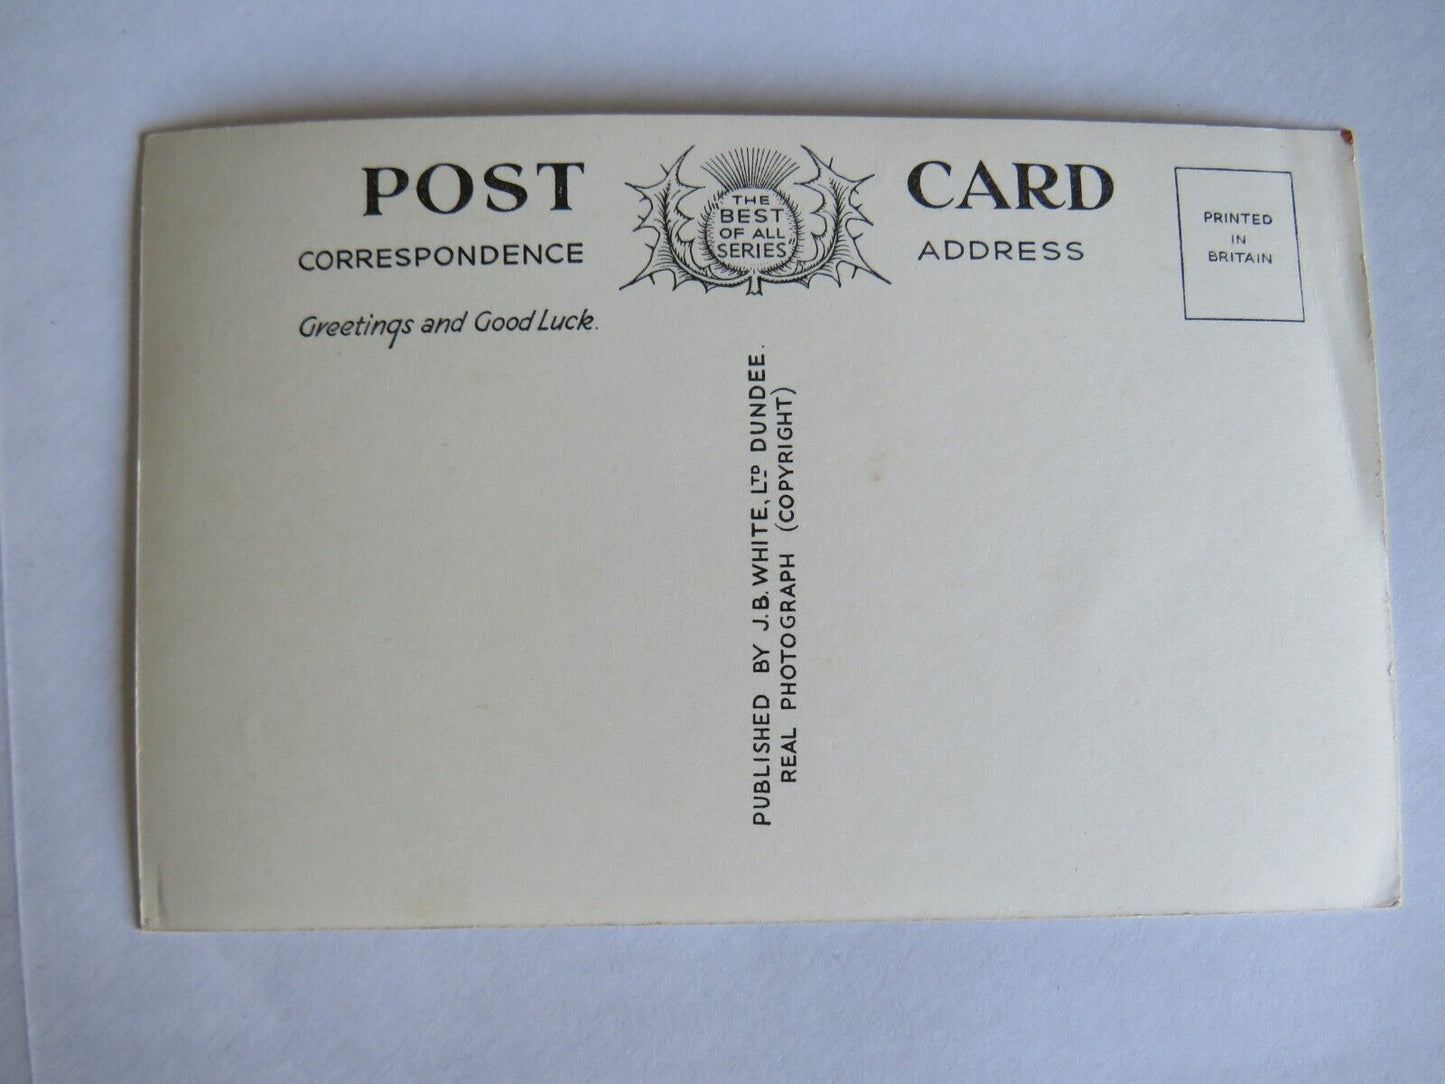 POST CARD
"THE
BEST
OF ALL
SERIES"
CORRESPONDENCE
ADDRESS
PRINTED
IN
BRITAIN
Greetings and Good Luck.
PUBLISHED BY J.B. WHITE, LTD DUNDEE.
REAL PHOTOGRAPH (COPYRIGHT)